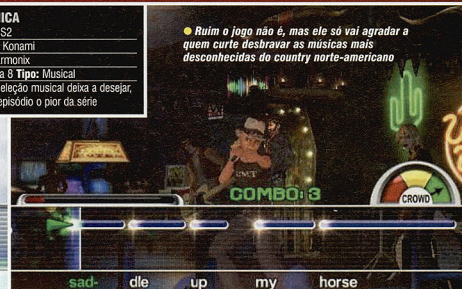 NICA
S2
Konami
armonix
a 8 Tipo: Musical
eleção musical deixa a desejar,
episódio o pior da série
Ruim o jogo não é, mas ele só vai agradar a
quem curte desbravar as músicas mais
desconhecidas do country norte-americano
COMBO: 3
CROWD
sad- dle up my horse